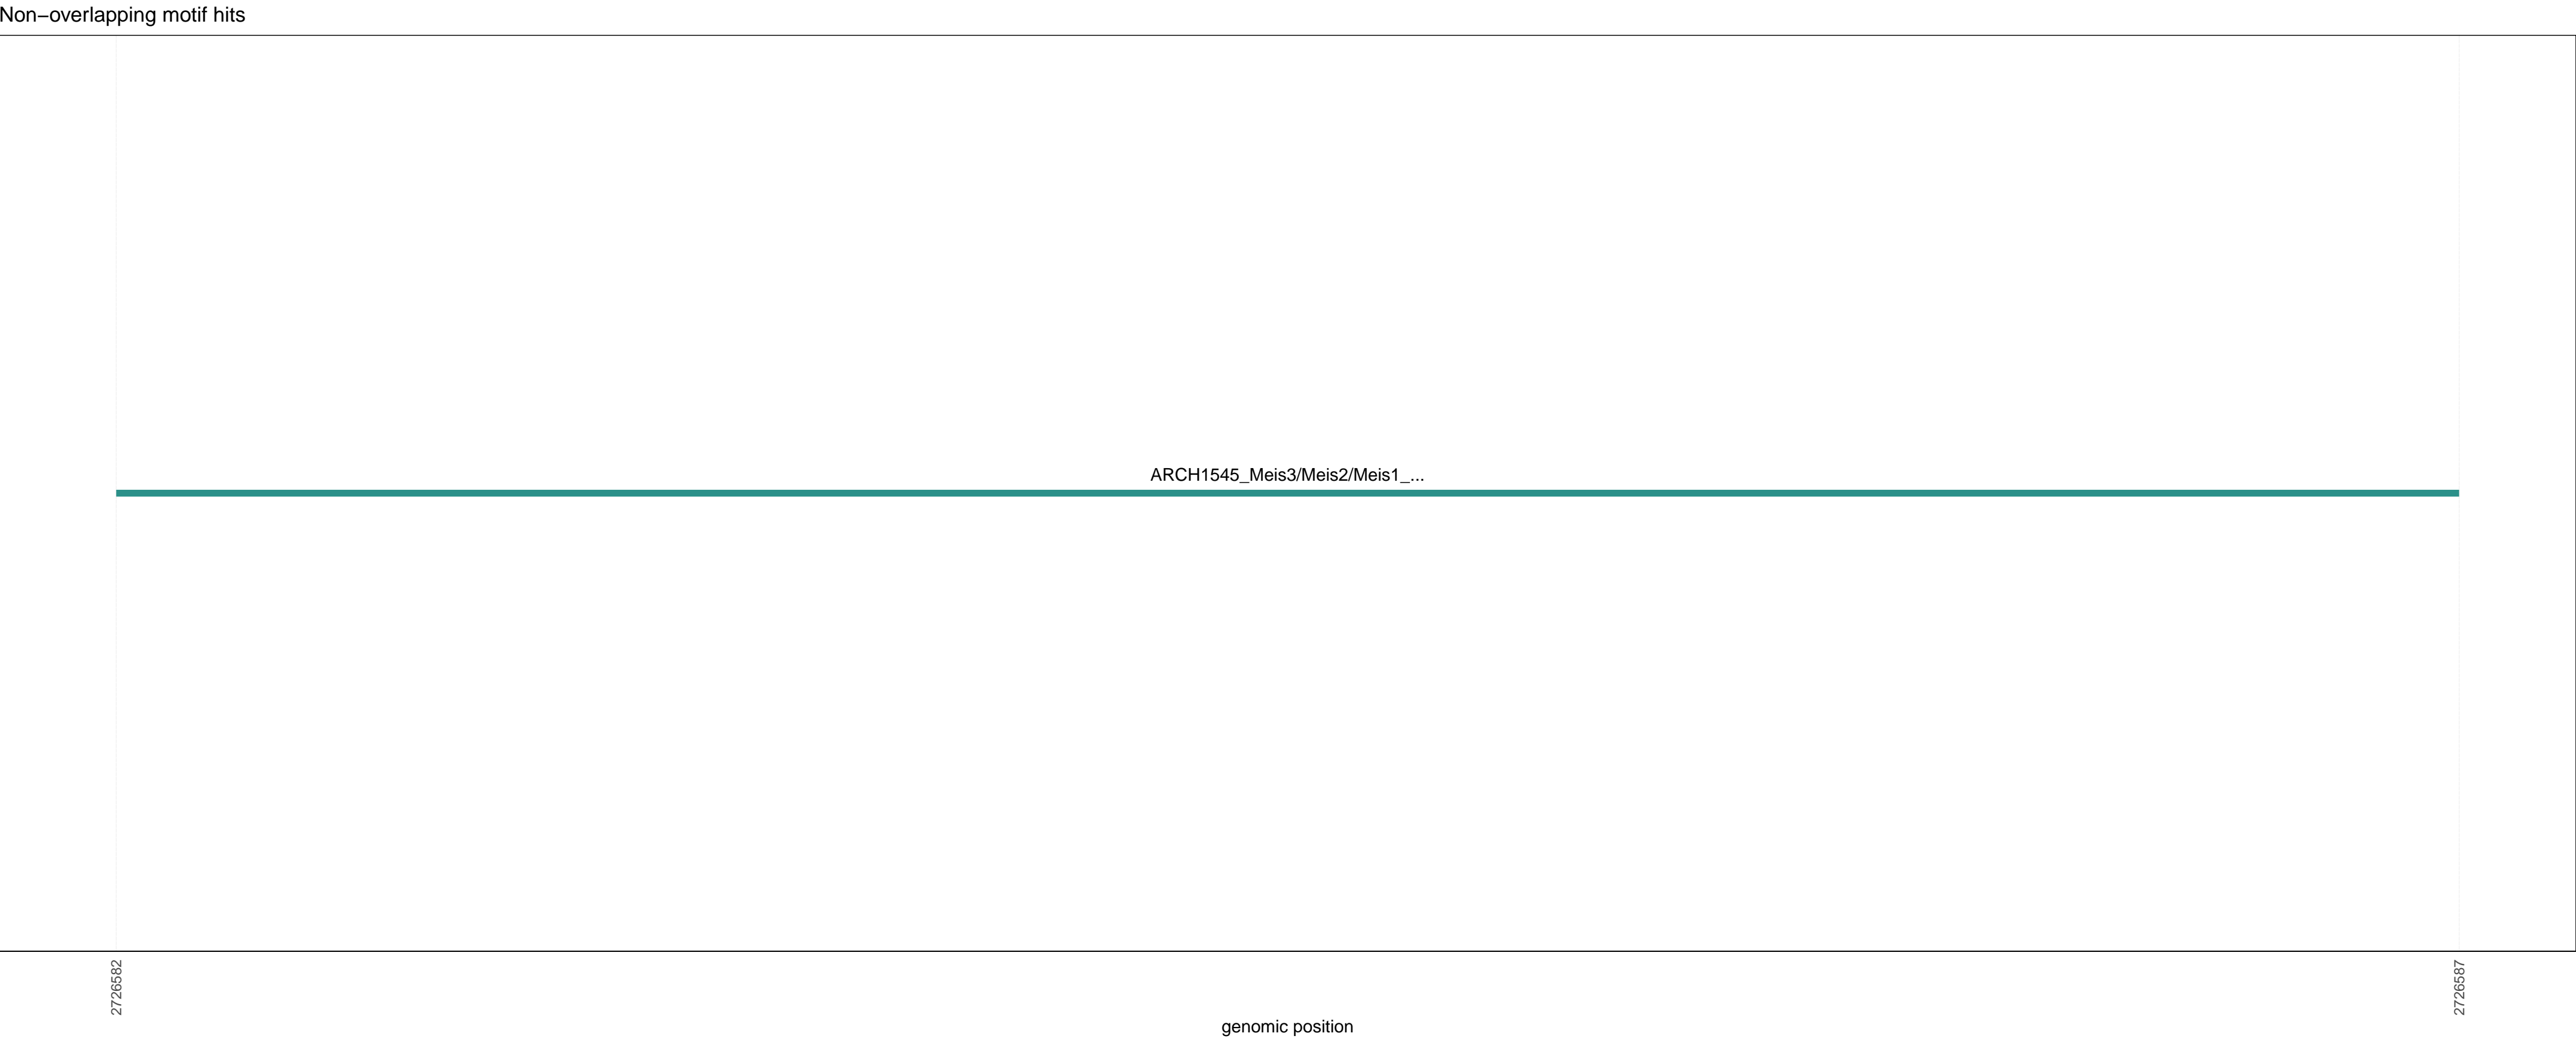 Non−overlapping motif hits
ARCH1545_Meis3/Meis2/Meis1_...
2726582
2726587
genomic position